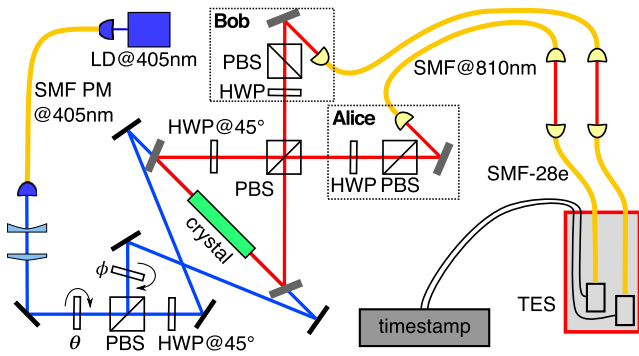 Bob
LD@405nm
PBS
SMF@810nm
SMF PM
@405nm
HWP
HWP@45°
Alice
PBS
HWP
PBS
SMF-28e
crystal
ϕ
TES
timestamp
θ
PBS
HWP@45°